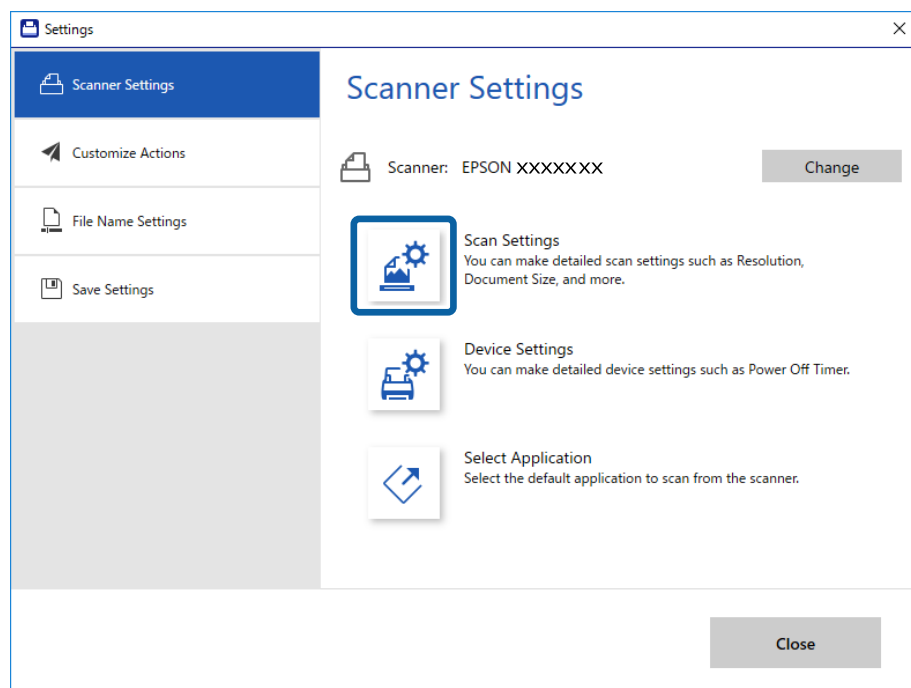 Settings
Scanner Settings
Customize Actions
File Name Settings
Save Settings
Scanner Settings
Scanner: EPSON XXXXXXX
Change
Scan Settings
You can make detailed scan settings such as Resolution,
Document Size, and more.
Device Settings
You can make detailed device settings such as Power Off Timer.
Select Application
Select the default application to scan from the scanner.
Close